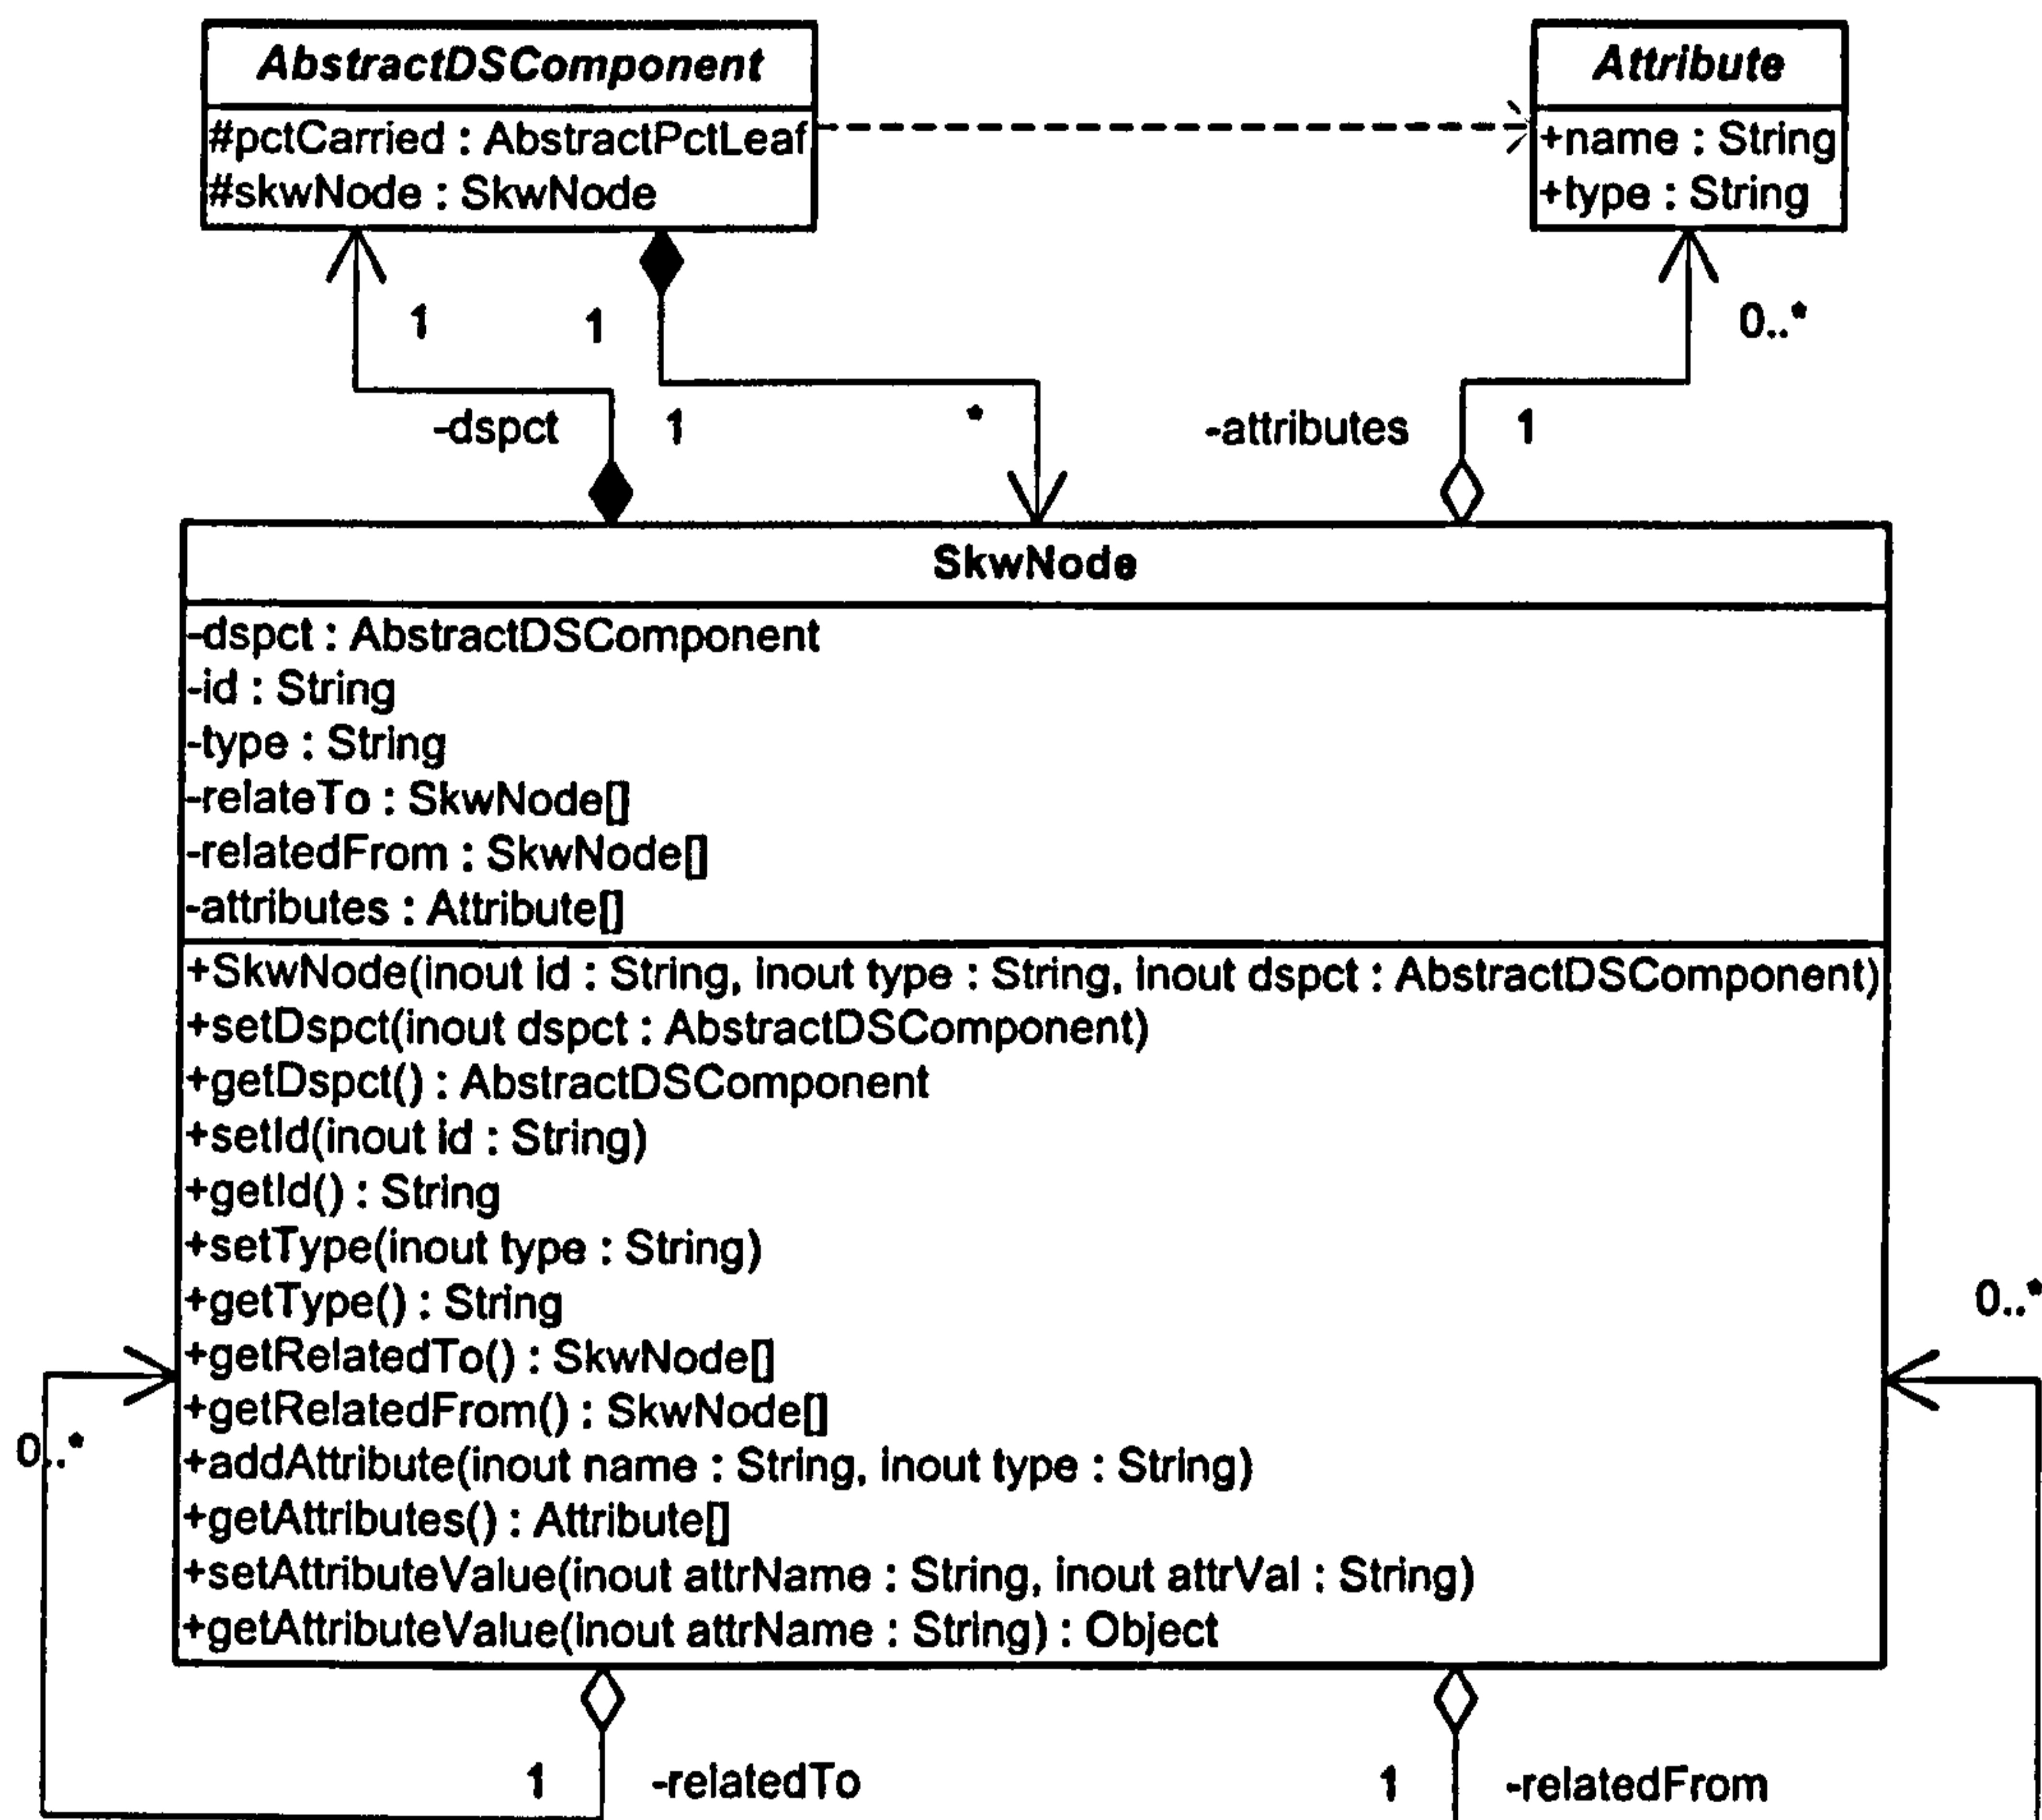 AbstractDSComponent
#pctCarried : AbstractPctLeaf
#skwNode : SkwNode
Attribute
+name : String
+type : String
1
1
0..*
-dspct
1
*
-attributes
1
SkwNode
-dspct : AbstractDSComponent
-id : String
-type : String
-relateTo : SkwNode[]
-relatedFrom : SkwNode[]
-attributes : Attribute[]
+SkwNode(inout id : String, inout type : String, inout dspct : AbstractDSComponent)
+setDspct(inout dspct : AbstractDSComponent)
+getDspct() : AbstractDSComponent
+setId(inout id : String)
+getId() : String
+setType(inout type : String)
+getType() : String
+getRelatedTo() : SkwNode[]
+getRelatedFrom() : SkwNode[]
+addAttribute(inout name : String, inout type : String)
+getAttributes() : Attribute[]
+setAttributeValue(inout attrName : String, inout attrVal : String)
+getAttributeValue(inout attrName : String) : Object
0..*
0..*
1
-relatedTo
1
-relatedFrom